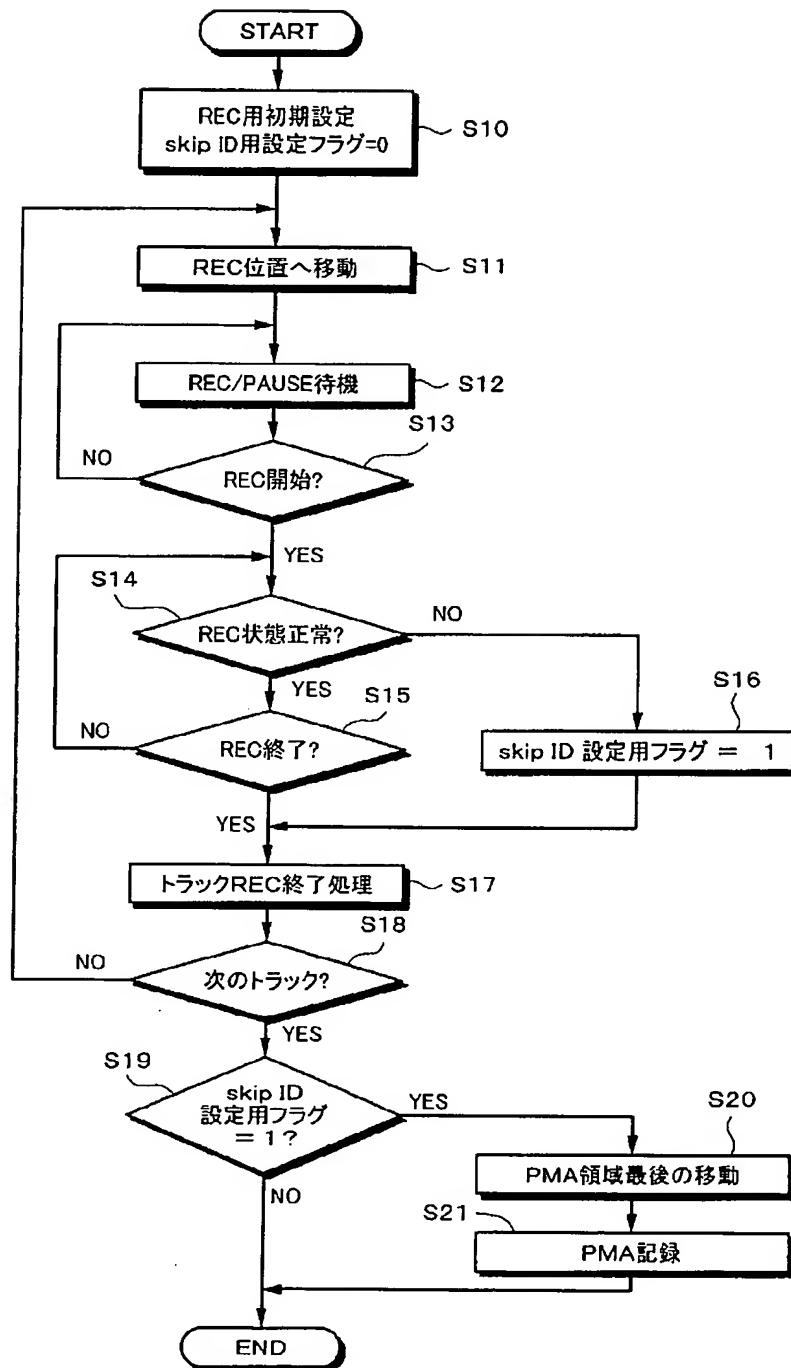 START
REC用初期設定
skip ID用設定フラグ=0
S10
REC位置へ移動
S11
REC/PAUSE待機
S12
S13
NO
REC開始?
YES
S14
NO
REC状態正常?
YES
S15
S16
NO
REC終了?
skip ID 設定用フラグ = 1
YES
トラックREC終了処理
S17
S18
NO
次のトラック?
YES
S19
skip ID
設定用フラグ
= 1?
YES
S20
PMA領域最後の移動
NO
S21
PMA記録
END